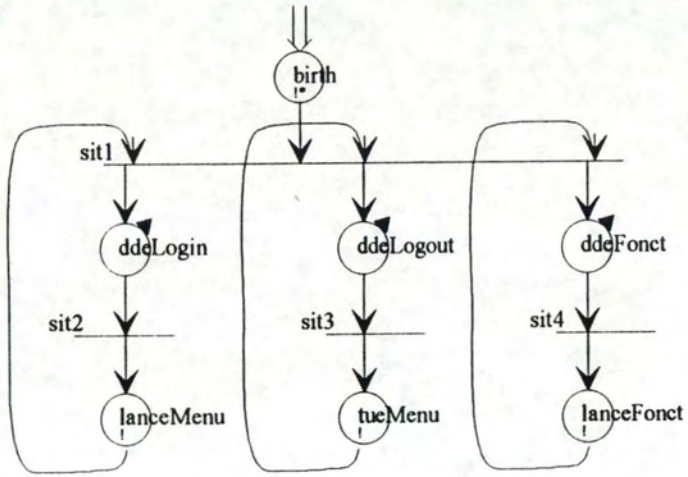 birth
!*
sit1
ddeLogin
ddeLogout
ddeFonct
sit2
sit3
sit4
lanceMenu
!
tueMenu
!
lanceFonct
!